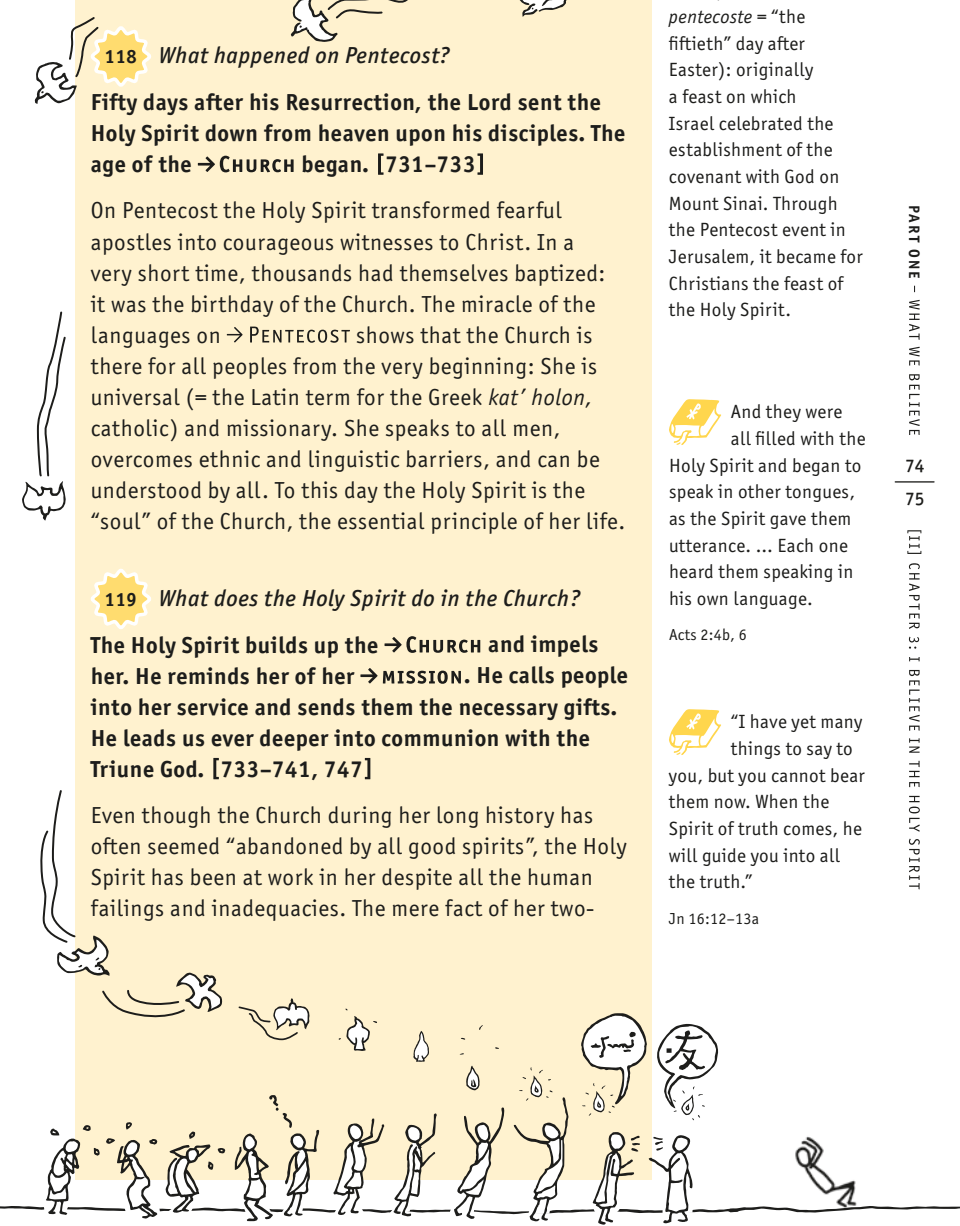 118 What happened on Pentecost?
Fifty days after his Resurrection, the Lord sent the
Holy Spirit down from heaven upon his disciples. The
age of the → CHURCH began. [731–733]
On Pentecost the Holy Spirit transformed fearful
apostles into courageous witnesses to Christ. In a
very short time, thousands had themselves baptized:
it was the birthday of the Church. The miracle of the
languages on → PENTECOST shows that the Church is
there for all peoples from the very beginning: She is
universal (= the Latin term for the Greek kat’ holon,
catholic) and missionary. She speaks to all men,
overcomes ethnic and linguistic barriers, and can be
understood by all. To this day the Holy Spirit is the
“soul” of the Church, the essential principle of her life.
119 What does the Holy Spirit do in the Church?
The Holy Spirit builds up the → CHURCH and impels
her. He reminds her of her → MISSION. He calls people
into her service and sends them the necessary gifts.
He leads us ever deeper into communion with the
Triune God. [733–741, 747]
Even though the Church during her long history has
often seemed “abandoned by all good spirits”, the Holy
Spirit has been at work in her despite all the human
failings and inadequacies. The mere fact of her two-
pentecoste = “the
fiftieth” day after
Easter): originally
a feast on which
Israel celebrated the
establishment of the
covenant with God on
Mount Sinai. Through
the Pentecost event in
Jerusalem, it became for
Christians the feast of
the Holy Spirit.
And they were
all filled with the
Holy Spirit and began to
speak in other tongues,
as the Spirit gave them
utterance. ... Each one
heard them speaking in
his own language.
Acts 2:4b, 6
“I have yet many
things to say to
you, but you cannot bear
them now. When the
Spirit of truth comes, he
will guide you into all
the truth.”
Jn 16:12–13a
PART ONE – WHAT WE BELIEVE
74
75
[II] CHAPTER 3: I BELIEVE IN THE HOLY SPIRIT
? ?
友